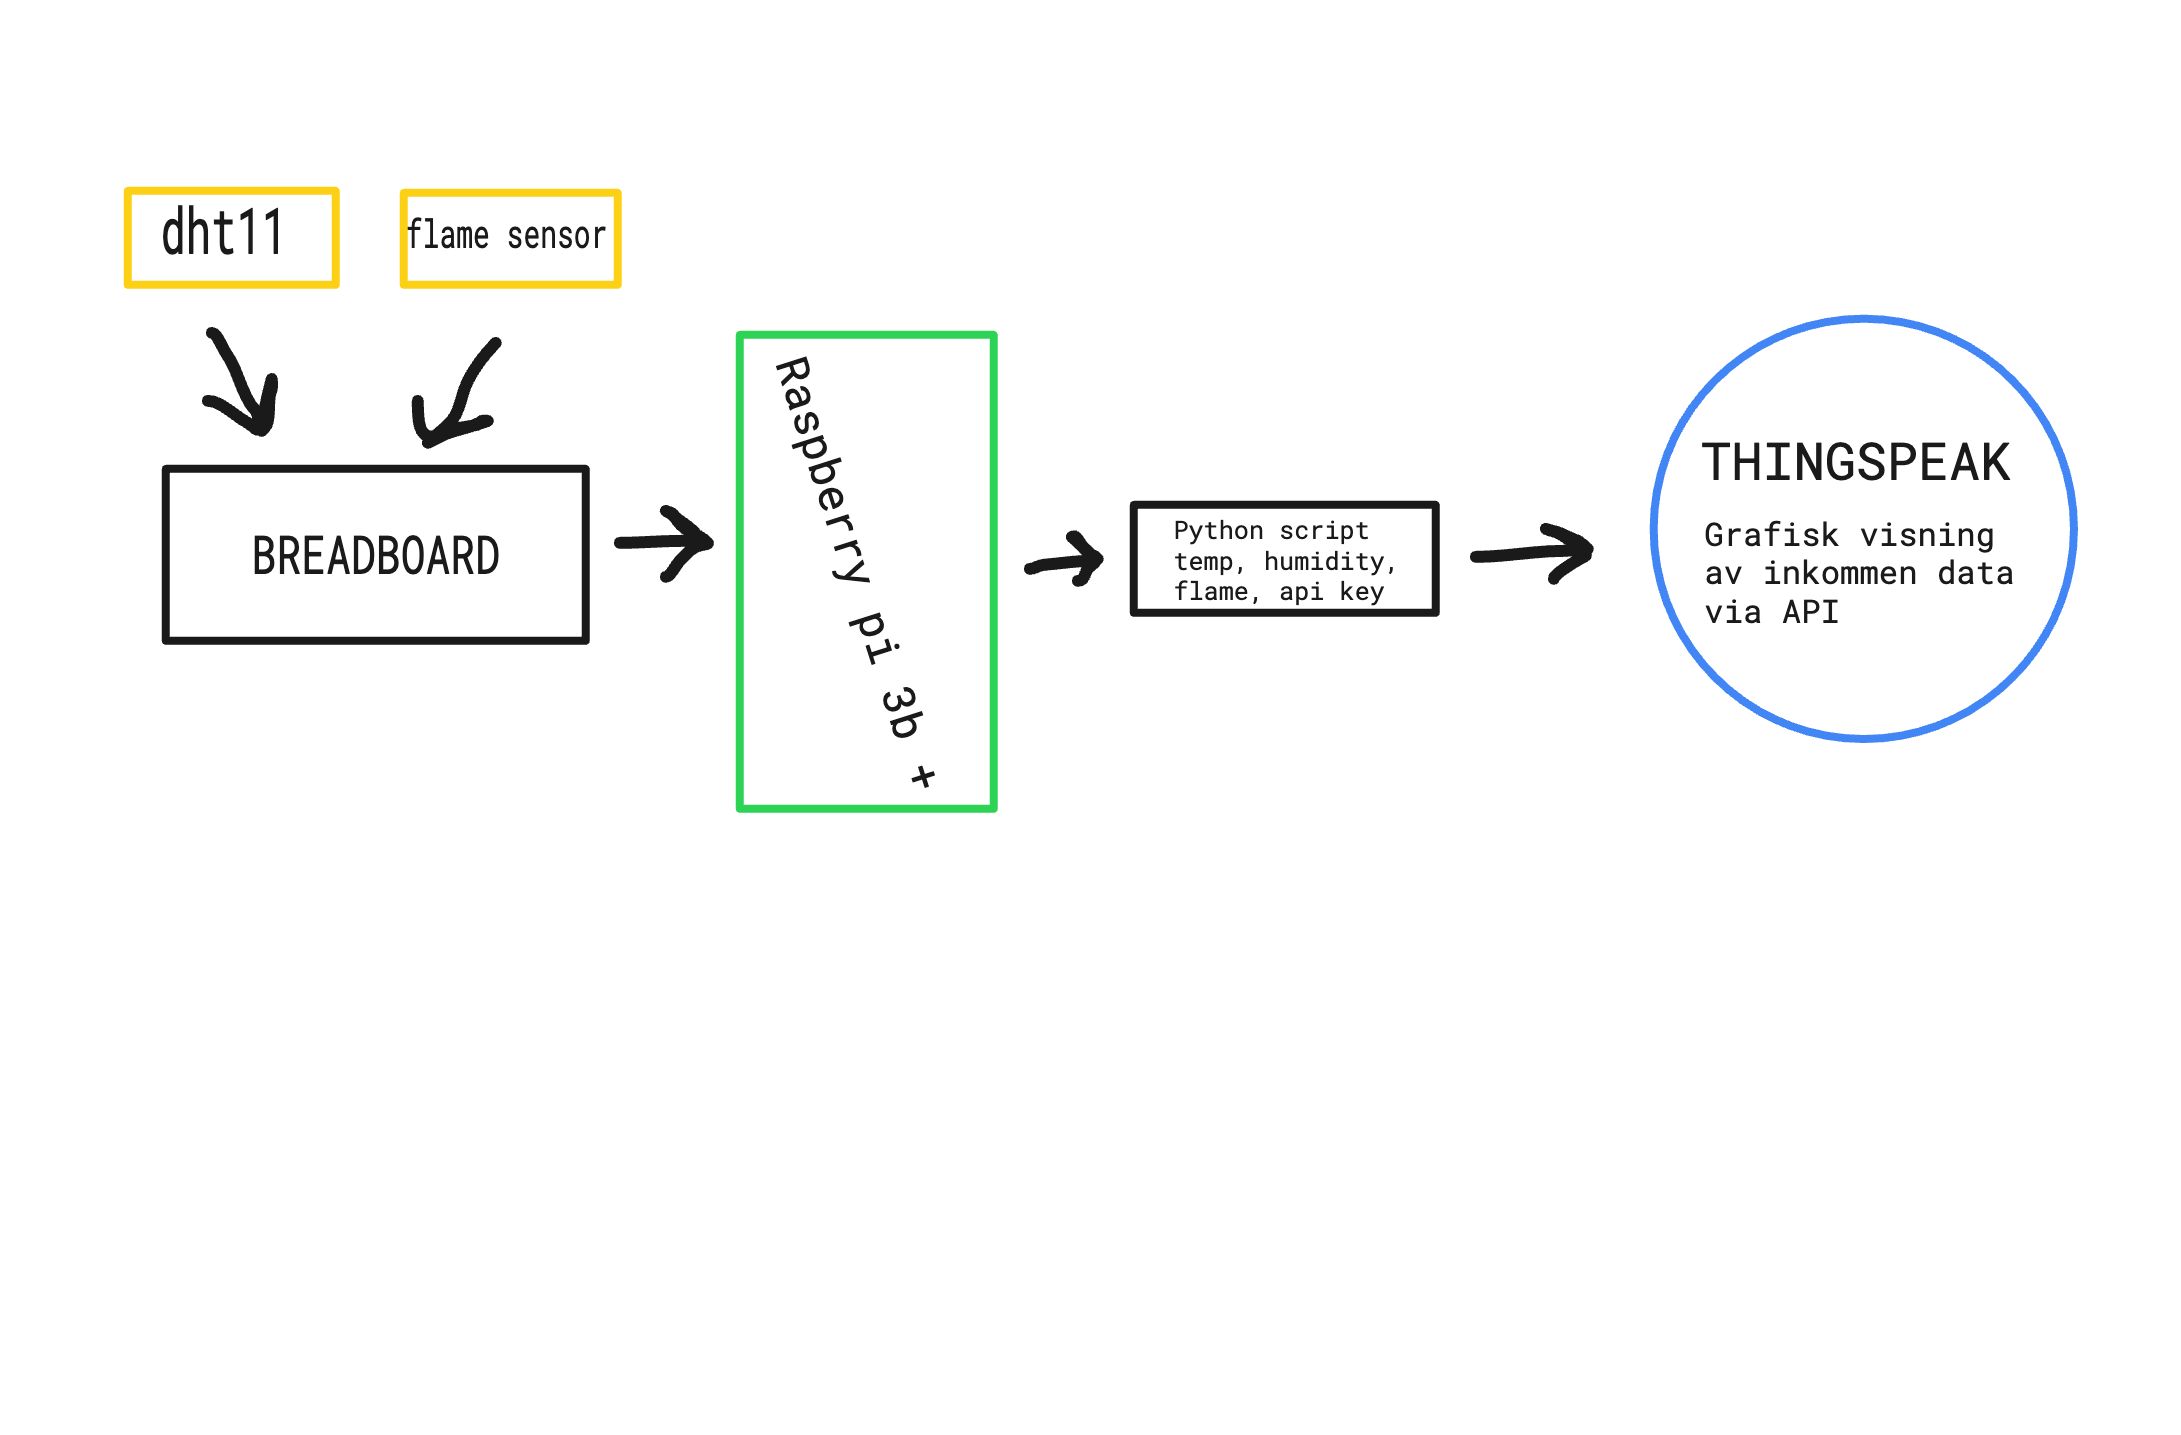 dht11
flame sensor
BREADBOARD
Raspberry pi 3b +
Python script
temp, humidity,
flame, api key
THINGSPEAK
Grafisk visning
av inkommen data
via API